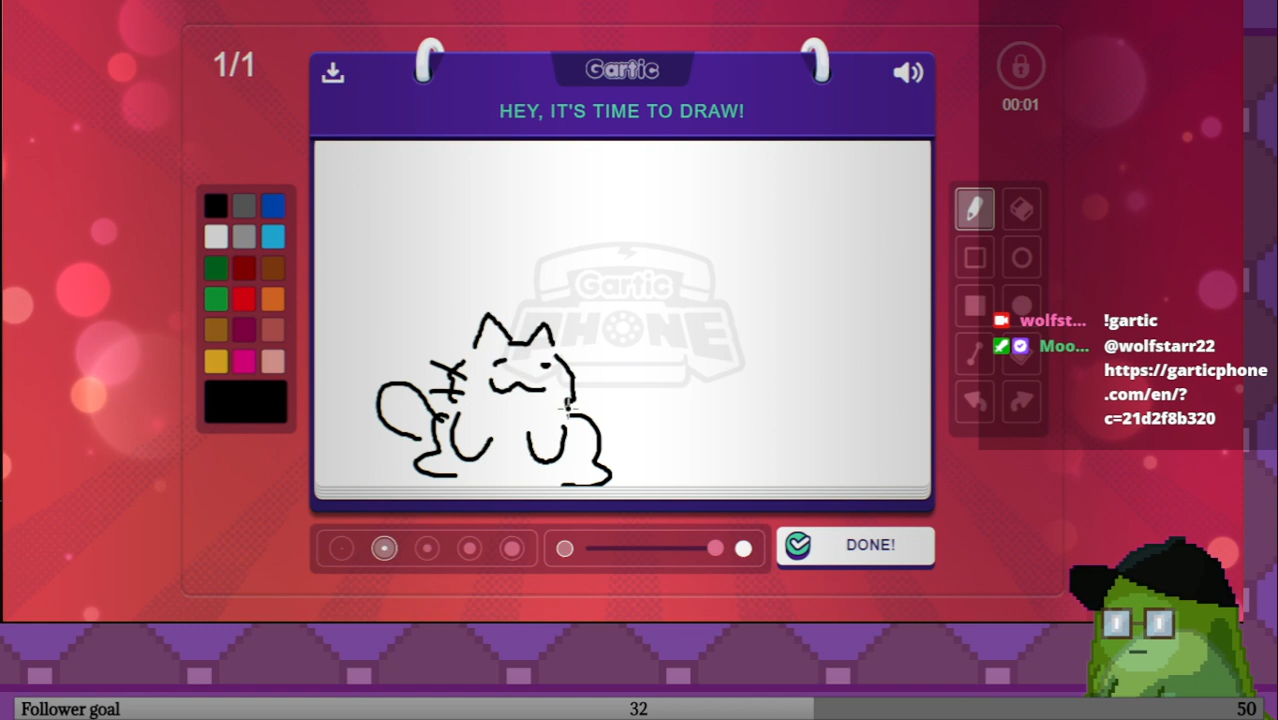 1/1
Gartic
HEY, IT'S TIME TO DRAW!
00:01
Gartic
PHONE
wolfst... !gartic
Moo... @wolfstarr22
https://garticphone
.com/en/?
c=21d2f8b320
DONE!
Follower goal 32 50